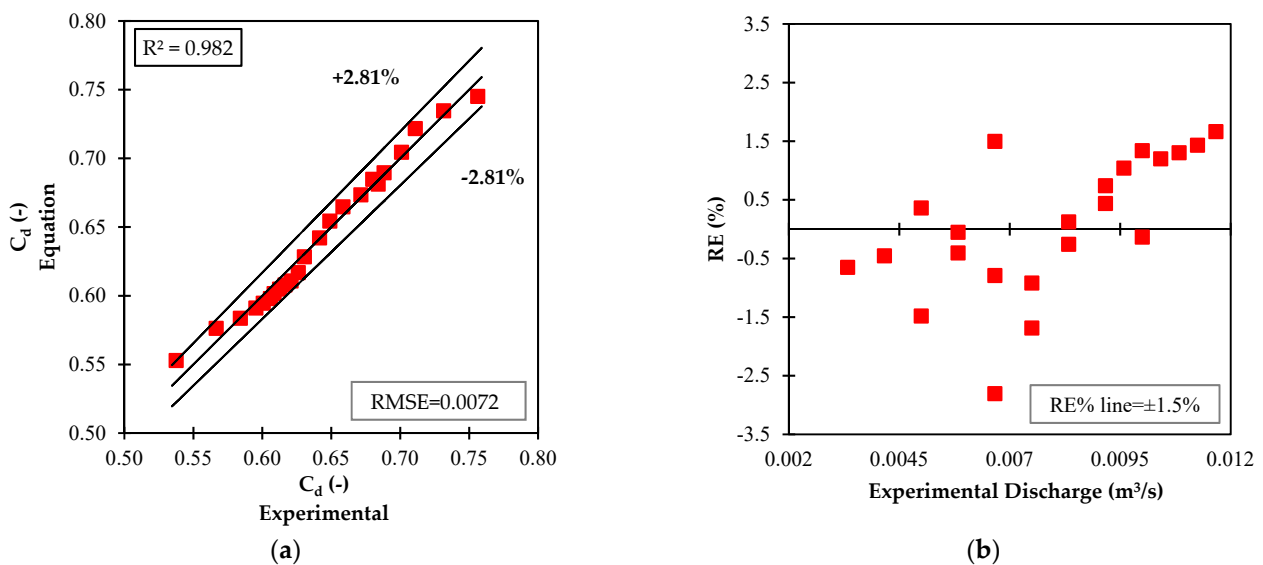 R² = 0.982
+2.81%
-2.81%
RMSE=0.0072
0.80
0.75
0.70
0.65
0.60
0.55
0.50
C_d (-)
Equation
0.50 0.55 0.60 0.65 0.70 0.75 0.80
C_d (-)
Experimental
(a)
3.5
2.5
1.5
0.5
-0.5
-1.5
-2.5
-3.5
RE (%)
RE% line=±1.5%
0.002 0.0045 0.007 0.0095 0.012
Experimental Discharge (m³/s)
(b)